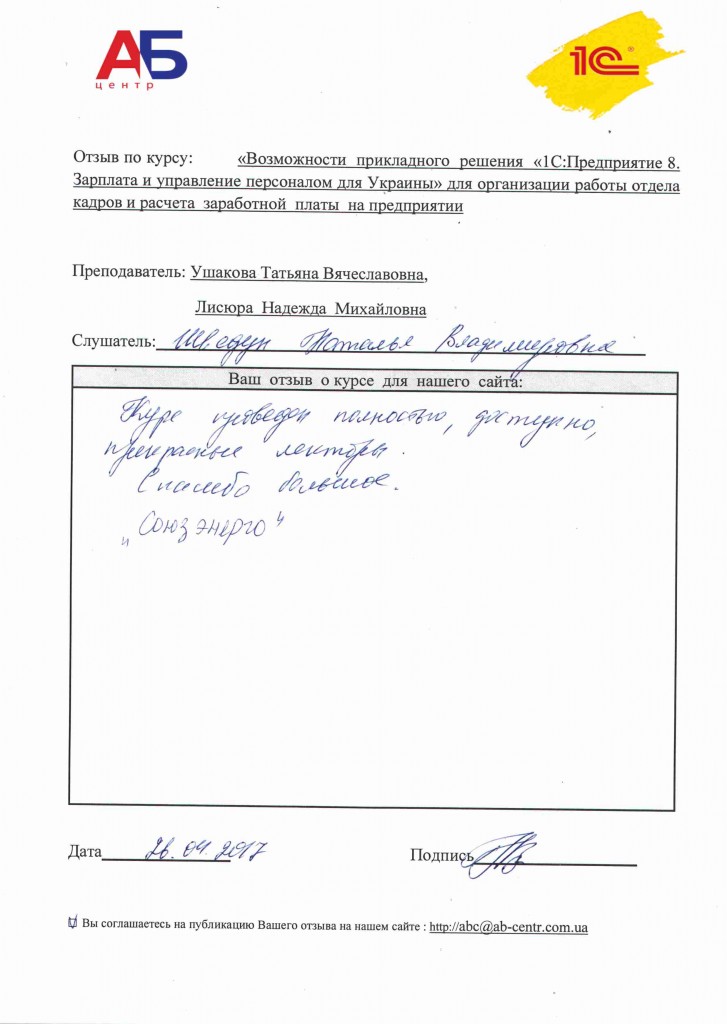 АБ
центр
1С®
Отзыв по курсу: «Возможности прикладного решения «1С:Предприятие 8.
Зарплата и управление персоналом для Украины» для организации работы отдела
кадров и расчета заработной платы на предприятии
Преподаватель: Ушакова Татьяна Вячеславовна,
Лисюра Надежда Михайловна
Слушатель: Шведун Наталья Владимировна
Ваш отзыв о курсе для нашего сайта:
Курс проведен полностью, доступно,
прекрасные лекторы.
Спасибо большое.
"Союзэнерго"
Дата 26.04.2017
Подпись
Вы соглашаетесь на публикацию Вашего отзыва на нашем сайте : http://abc@ab-centr.com.ua